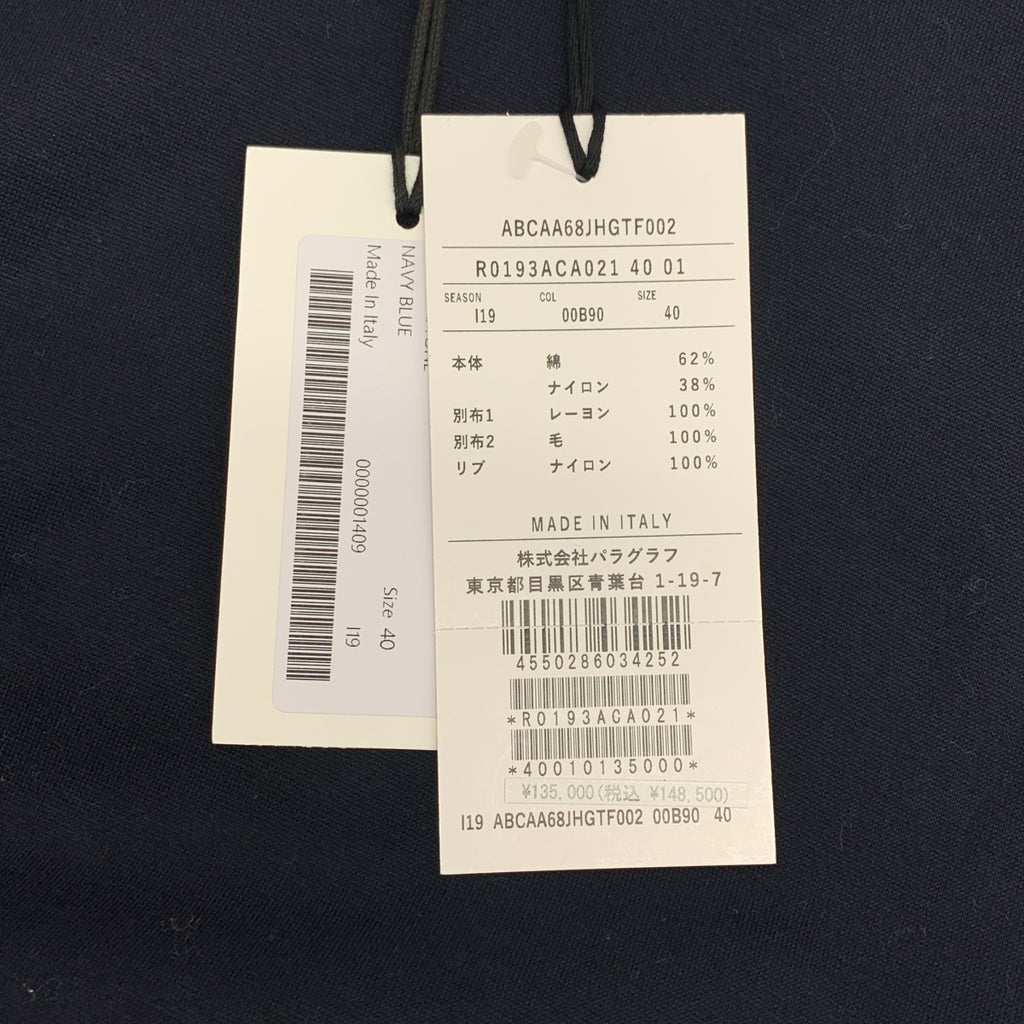 NAVY BLUE
Made In Italy
0000001409
Size 40
I19
ABCAA68JHGTF002
R0193ACA021 40 01
SEASON COL SIZE
I19 00B90 40
本体 綿 62%
ナイロン 38%
別布1 レーヨン 100%
別布2 毛 100%
リブ ナイロン 100%
MADE IN ITALY
株式会社パラグラフ
東京都目黒区青葉台 1-19-7
4550286034252
*R0193ACA021*
*40010135000*
¥135,000(税込 ¥148,500)
I19 ABCAA68JHGTF002 00B90 40